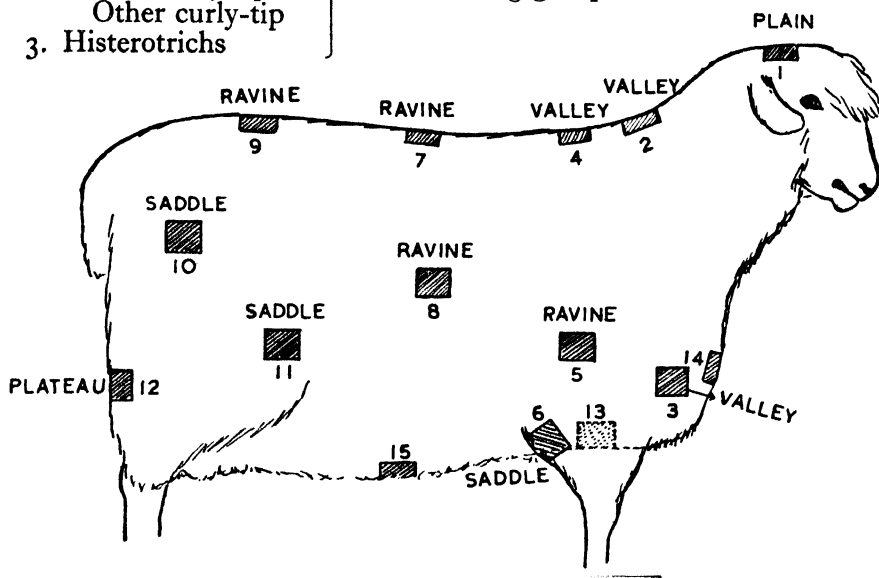 Other curly-tip
3. Histerotrichs
PLAIN
1
VALLEY
2
VALLEY
4
RAVINE
7
RAVINE
9
SADDLE
10
RAVINE
8
SADDLE
11
RAVINE
5
14
3
VALLEY
PLATEAU 12
6
13
SADDLE
15